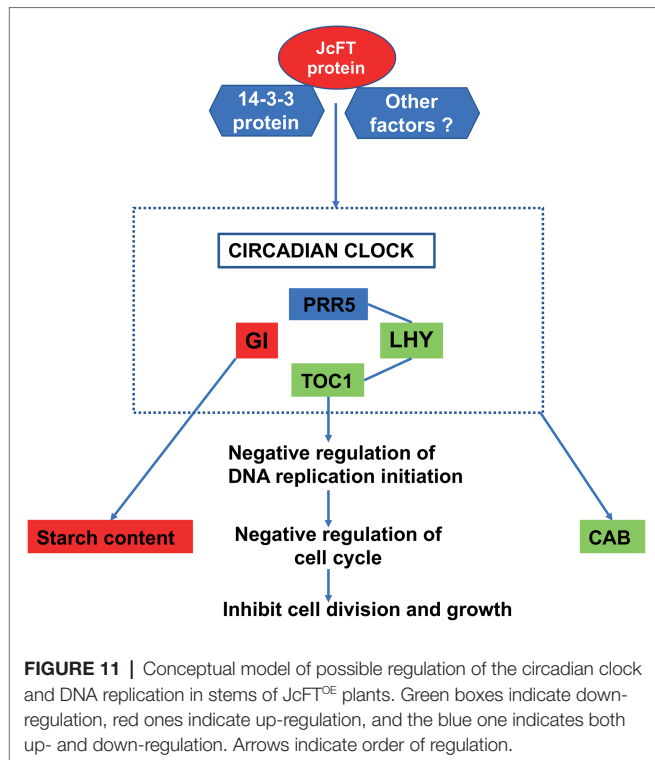 JcFT
protein
14-3-3
protein
Other
factors ?
CIRCADIAN CLOCK
PRR5
GI
LHY
TOC1
Negative regulation of
DNA replication initiation
Starch content
Negative regulation of
cell cycle
CAB
Inhibit cell division and growth
FIGURE 11 | Conceptual model of possible regulation of the circadian clock
and DNA replication in stems of JcFTOE plants. Green boxes indicate down-
regulation, red ones indicate up-regulation, and the blue one indicates both
up- and down-regulation. Arrows indicate order of regulation.